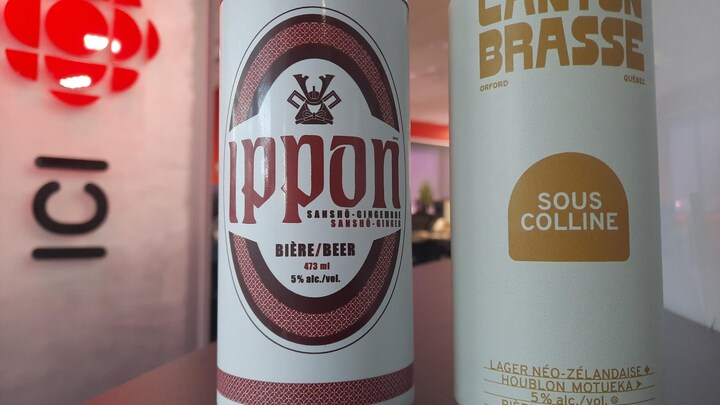 ICI
IPPON
SANSHŌ-GINGEMBRE
SANSHŌ-GINGER
BIÈRE/BEER
473 ml
5% alc./vol.
CANTON
BRASSE
ORFORD QUÉBEC
SOUS
COLLINE
LAGER NÉO-ZÉLANDAISE
HOUBLON MOTUEKA
5% alc./vol.